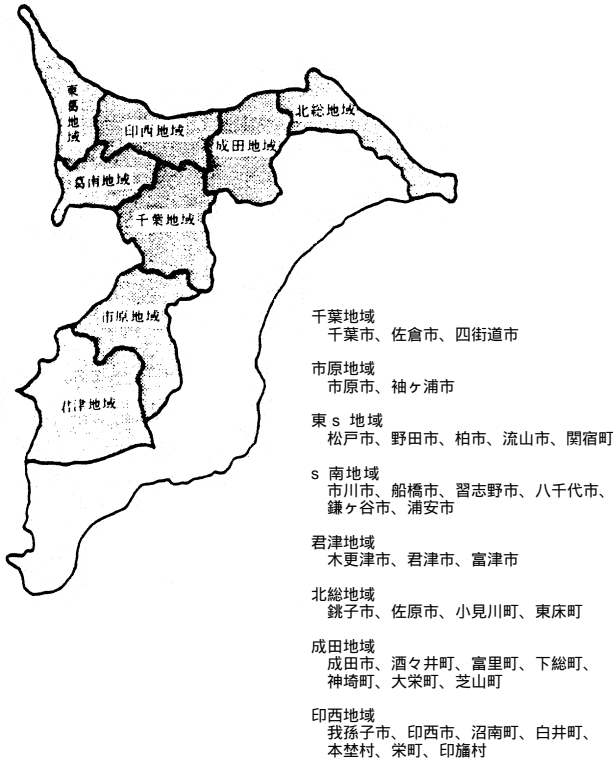 東葛地域
印西地域
成田地域
北総地域
葛南地域
千葉地域
市原地域
君津地域
千葉地域
千葉市、佐倉市、四街道市
市原地域
市原市、袖ヶ浦市
東ｓ 地域
松戸市、野田市、柏市、流山市、関宿町
ｓ 南地域
市川市、船橋市、習志野市、八千代市、
鎌ヶ谷市、浦安市
君津地域
木更津市、君津市、富津市
北総地域
銚子市、佐原市、小見川町、東床町
成田地域
成田市、酒々井町、富里町、下総町、
神埼町、大栄町、芝山町
印西地域
我孫子市、印西市、沼南町、白井町、
本埜村、栄町、印旛村